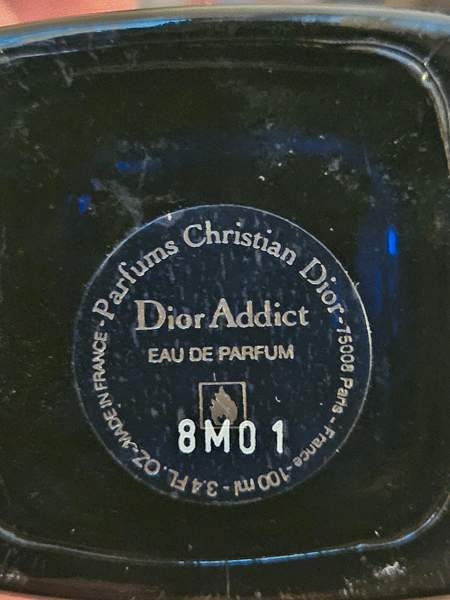 Parfums Christian Dior - 75008 Paris - France - 100 ml - 3.4 FL. OZ. - MADE IN FRANCE -
Dior Addict
EAU DE PARFUM
8M01